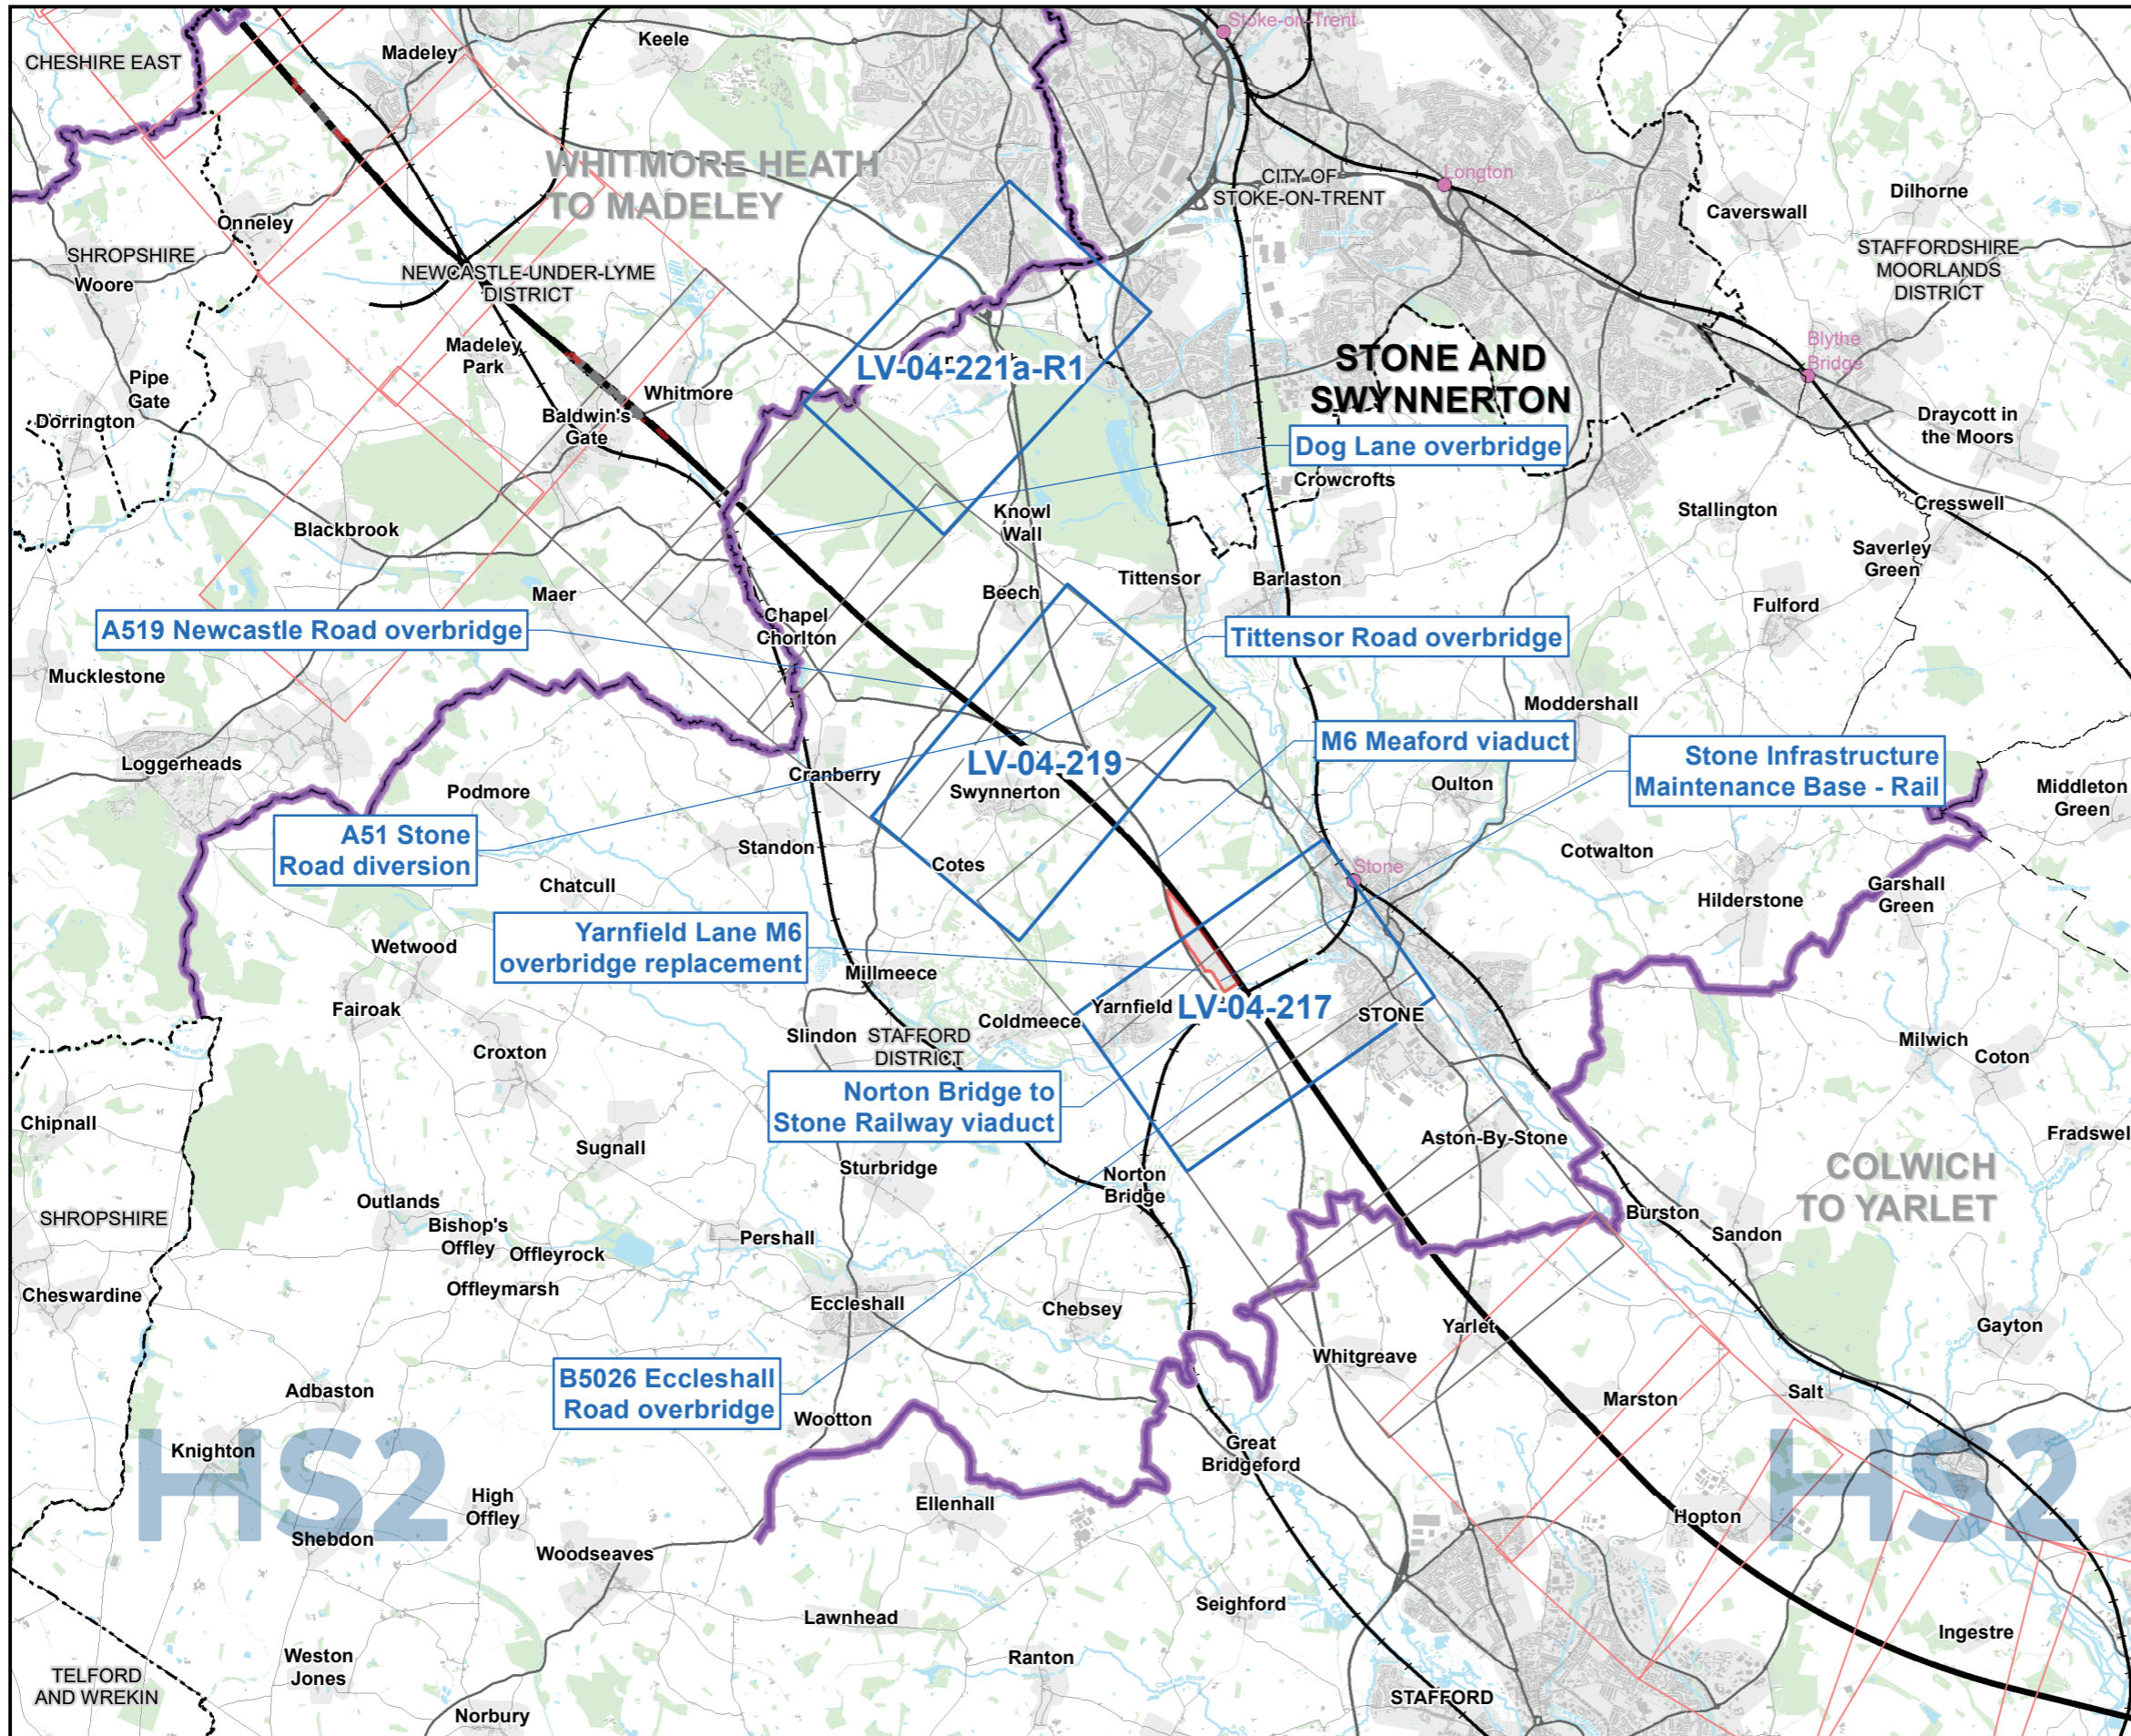 Stoke-on-Trent
Madeley
Keele
CHESHIRE EAST
WHITMORE HEATH
TO MADELEY
CITY OF
STOKE-ON-TRENT
Longton
Dilhorne
Caverswall
Onneley
SHROPSHIRE
Woore
NEWCASTLE-UNDER-LYME
DISTRICT
STAFFORDSHIRE
MOORLANDS
DISTRICT
Madeley
Park
Pipe
Gate
Dorrington
Whitmore
Baldwin's
Gate
LV-04-221a-R1
STONE AND
SWYNNERTON
Blythe
Bridge
Draycott in
the Moors
Dog Lane overbridge
Crowcrofts
Cresswell
Stallington
Knowl
Wall
Blackbrook
Saverley
Green
Maer
Beech
Tittensor
Barlaston
Fulford
A519 Newcastle Road overbridge
Chapel
Chorlton
Tittensor Road overbridge
Mucklestone
Moddershall
M6 Meaford viaduct
Stone Infrastructure
Maintenance Base - Rail
Loggerheads
Podmore
Cranberry
LV-04-219
Swynnerton
Oulton
Middleton
Green
A51 Stone
Road diversion
Standon
Cotes
Stone
Cotwalton
Chatcull
Garshall
Green
Hilderstone
Wetwood
Yarnfield Lane M6
overbridge replacement
Millmeece
Fairoak
Coldmeece
Yarnfield
LV-04-217
STONE
Slindon
STAFFORD
DISTRICT
Croxton
Milwich
Coton
Norton Bridge to
Stone Railway viaduct
Chipnall
Sugnall
Aston-By-Stone
Fradswel
Sturbridge
Norton
Bridge
COLWICH
TO YARLET
Outlands
SHROPSHIRE
Bishop's
Offley
Offleyrock
Pershall
Burston
Sandon
Cheswardine
Offleymarsh
Eccleshall
Chebsey
Yarlet
Gayton
Whitgreave
Adbaston
B5026 Eccleshall
Road overbridge
Wootton
Marston
Salt
HS2
Knighton
Great
Bridgeford
HS2
High
Offley
Ellenhall
Hopton
Shebdon
Woodseaves
Lawnhead
Seighford
Ingestre
Weston
Jones
Ranton
TELFORD
AND WREKIN
Norbury
STAFFORD